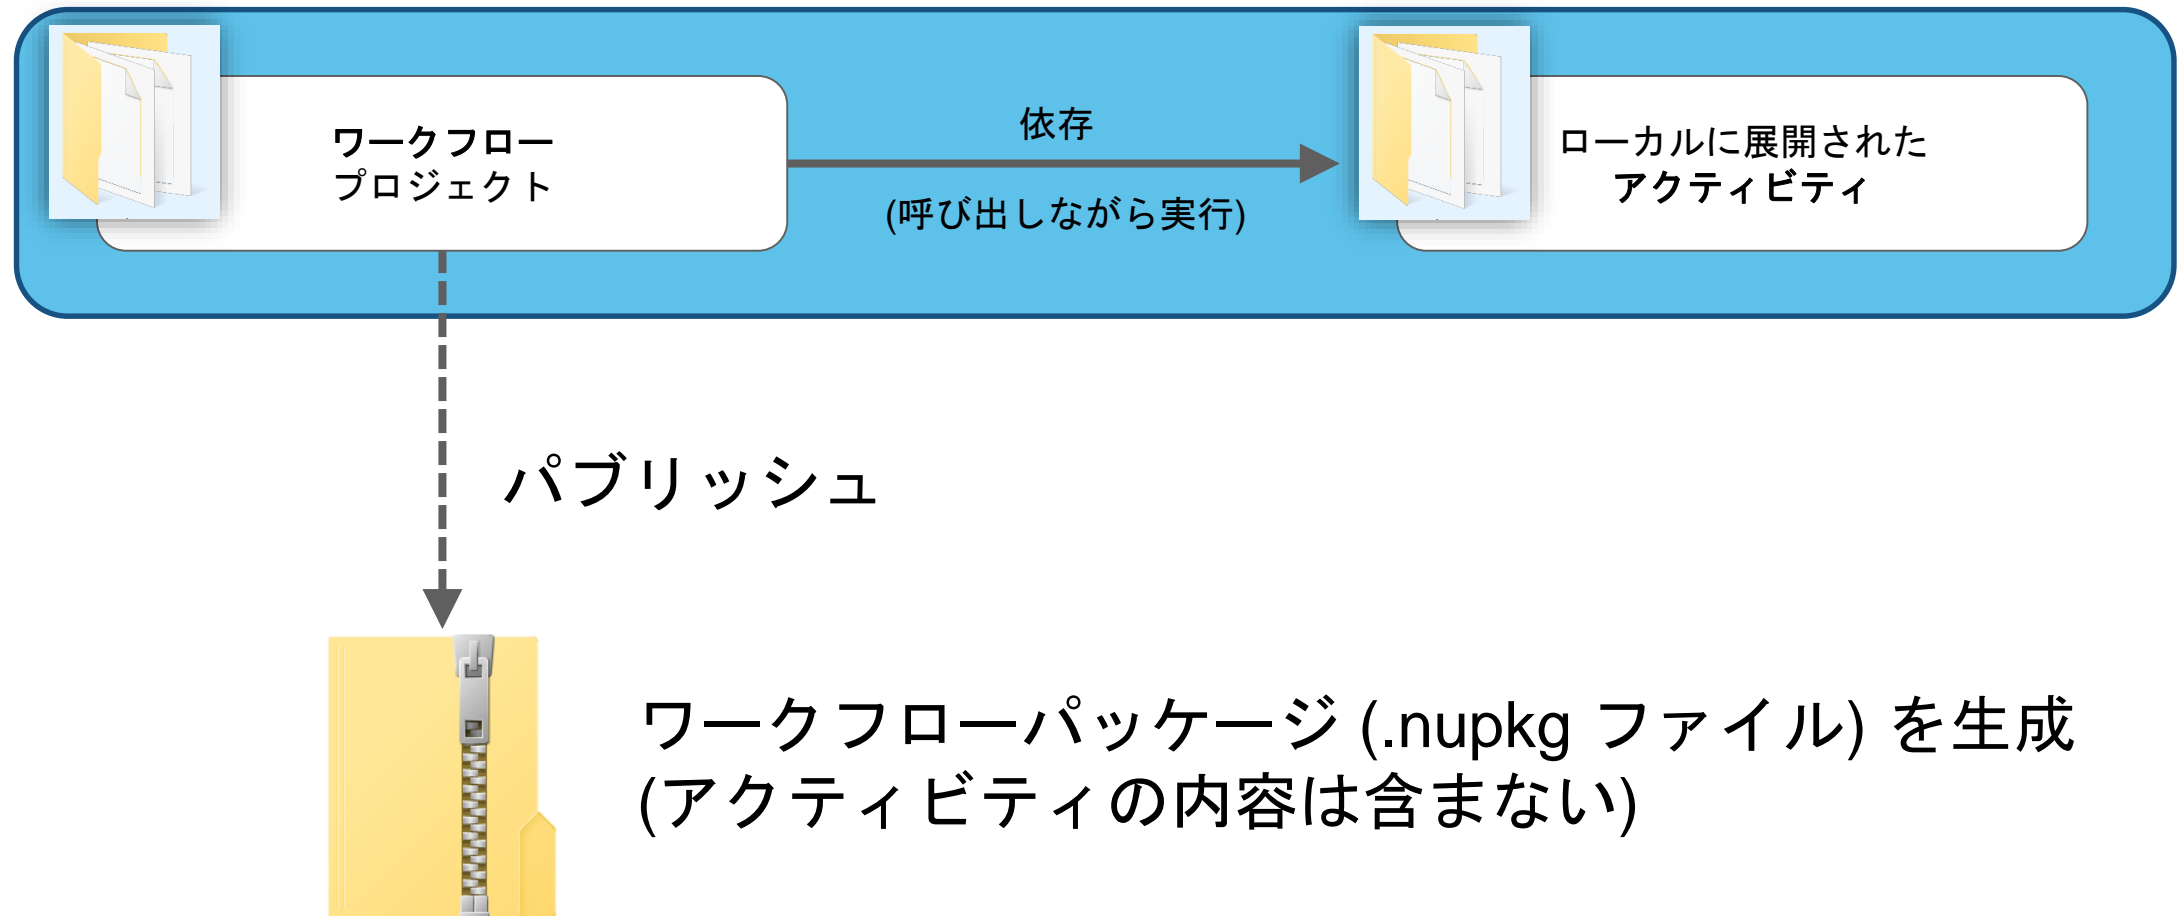 ワークフロー
プロジェクト
依存
(呼び出しながら実行)
ローカルに展開された
アクティビティ
パブリッシュ
ワークフローパッケージ (.nupkg ファイル) を生成
(アクティビティの内容は含まない)